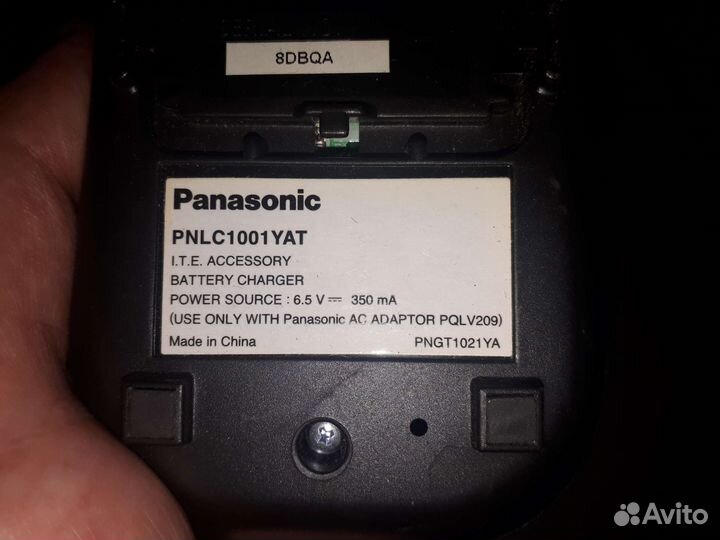 8DBQA
Panasonic
PNLC1001YAT
I.T.E. ACCESSORY
BATTERY CHARGER
POWER SOURCE : 6.5 V ⎓ 350 mA
(USE ONLY WITH Panasonic AC ADAPTOR PQLV209)
Made in China PNGT1021YA
Avito